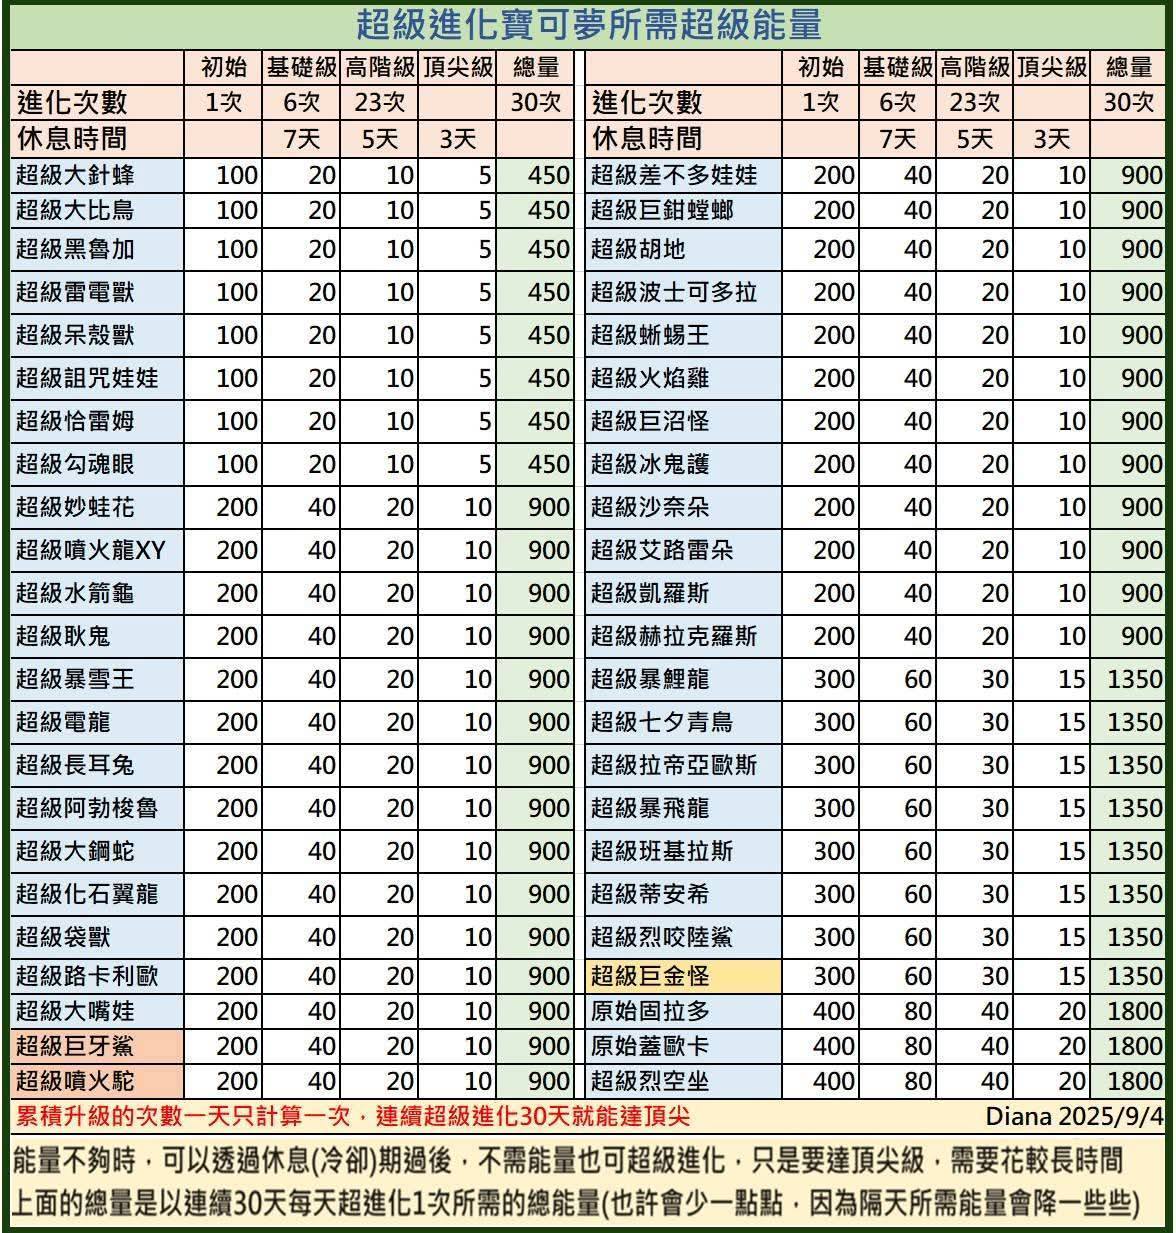 超級進化寶可夢所需超級能量
初始 基礎級 高階級 頂尖級 總量 初始 基礎級 高階級 頂尖級 總量
進化次數 1次 6次 23次 30次 進化次數 1次 6次 23次 30次
休息時間 7天 5天 3天 休息時間 7天 5天 3天
超級大針蜂 100 20 10 5 450 超級差不多娃娃 200 40 20 10 900
超級大比鳥 100 20 10 5 450 超級巨鉗螳螂 200 40 20 10 900
超級黑魯加 100 20 10 5 450 超級胡地 200 40 20 10 900
超級雷電獸 100 20 10 5 450 超級波士可多拉 200 40 20 10 900
超級呆殼獸 100 20 10 5 450 超級蜥蜴王 200 40 20 10 900
超級詛咒娃娃 100 20 10 5 450 超級火焰雞 200 40 20 10 900
超級恰雷姆 100 20 10 5 450 超級巨沼怪 200 40 20 10 900
超級勾魂眼 100 20 10 5 450 超級冰鬼護 200 40 20 10 900
超級妙蛙花 200 40 20 10 900 超級沙奈朵 200 40 20 10 900
超級噴火龍XY 200 40 20 10 900 超級艾路雷朵 200 40 20 10 900
超級水箭龜 200 40 20 10 900 超級凱羅斯 200 40 20 10 900
超級耿鬼 200 40 20 10 900 超級赫拉克羅斯 200 40 20 10 900
超級暴雪王 200 40 20 10 900 超級暴鯉龍 300 60 30 15 1350
超級電龍 200 40 20 10 900 超級七夕青鳥 300 60 30 15 1350
超級長耳兔 200 40 20 10 900 超級拉帝亞歐斯 300 60 30 15 1350
超級阿勃梭魯 200 40 20 10 900 超級暴飛龍 300 60 30 15 1350
超級大鋼蛇 200 40 20 10 900 超級班基拉斯 300 60 30 15 1350
超級化石翼龍 200 40 20 10 900 超級蒂安希 300 60 30 15 1350
超級袋獸 200 40 20 10 900 超級烈咬陸鯊 300 60 30 15 1350
超級路卡利歐 200 40 20 10 900 超級巨金怪 300 60 30 15 1350
超級大嘴娃 200 40 20 10 900 原始固拉多 400 80 40 20 1800
超級巨牙鯊 200 40 20 10 900 原始蓋歐卡 400 80 40 20 1800
超級噴火駝 200 40 20 10 900 超級烈空坐 400 80 40 20 1800
累積升級的次數一天只計算一次，連續超級進化30天就能達頂尖 Diana 2025/9/4
能量不夠時，可以透過休息(冷卻)期過後，不需能量也可超級進化，只是要達頂尖級，需要花較長時間
上面的總量是以連續30天每天超進化1次所需的總能量(也許會少一點點，因為隔天所需能量會降一些些)